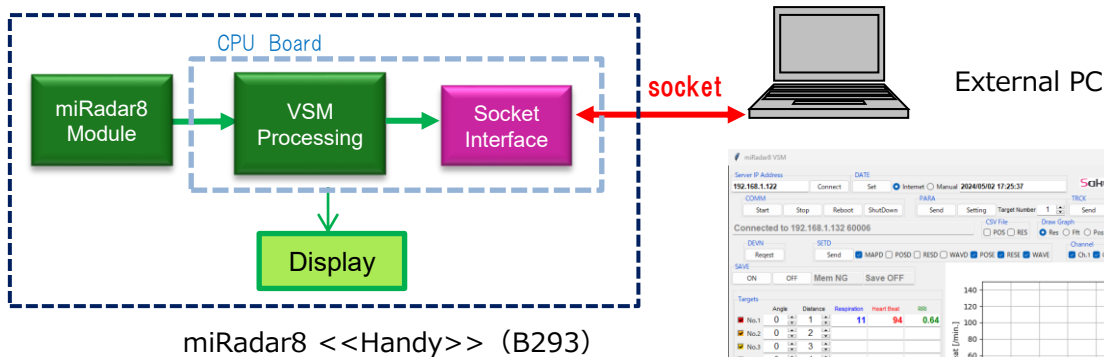 CPU Board
miRadar8
Module
VSM
Processing
Socket
Interface
socket
External PC
Display
miRadar8 <<Handy>>（B293）
miRadar8 VSM
Server IP Address
DATE
192.168.1.122 Connect Set Internet Manual 2024/05/02 17:25:37
COMM PARA TRCK
Start Stop Reboot ShutDown Send Setting Target Number 1 Send
Connected to 192.168.1.132 60006
CSV File Draw Graph
POS RES Res Fft Pos
DEVN SETD Channel
Reqest Send MAPD POSD RESD WAVD POSE RESE WAVE Ch.1
SAVE
ON OFF Mem NG Save OFF
Targets
Angle Distance Respiration Heart Beat RRI
No.1 0 1 11 94 0.64
No.2 0 2
No.3 0 3
140
120
100
80
60
[/min.]